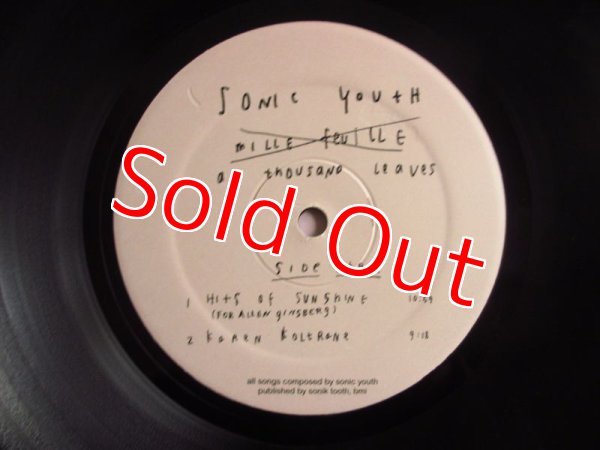 SONIC YOUTH
MILLE feuille
a thousand leaves
Sold Out
SIDE
1 HITS OF SUNSHINE 10:59
(FOR ALLEN GINSBERG)
2 KAREN KOLTRANE 9:18
all songs composed by sonic youth
published by sonik tooth, bmi